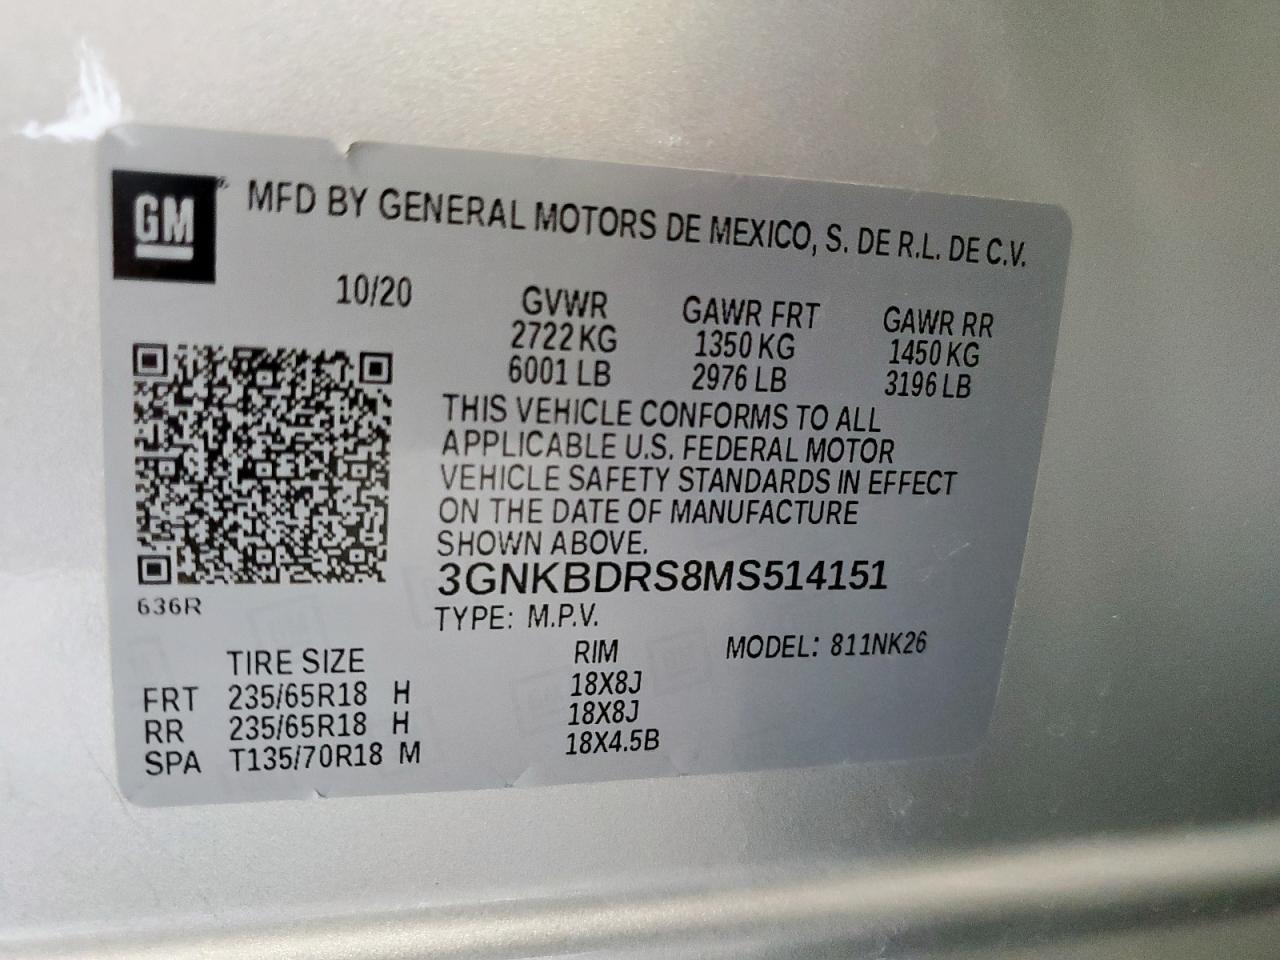 GM® MFD BY GENERAL MOTORS DE MEXICO, S. DE R.L. DE C.V.
10/20 GVWR GAWR FRT GAWR RR
2722 KG 1350 KG 1450 KG
6001 LB 2976 LB 3196 LB
THIS VEHICLE CONFORMS TO ALL
APPLICABLE U.S. FEDERAL MOTOR
VEHICLE SAFETY STANDARDS IN EFFECT
ON THE DATE OF MANUFACTURE
SHOWN ABOVE.
3GNKBDRS8MS514151
636R
TYPE: M.P.V.
TIRE SIZE RIM MODEL: 811NK26
FRT 235/65R18 H 18X8J
RR 235/65R18 H 18X8J
SPA T135/70R18 M 18X4.5B